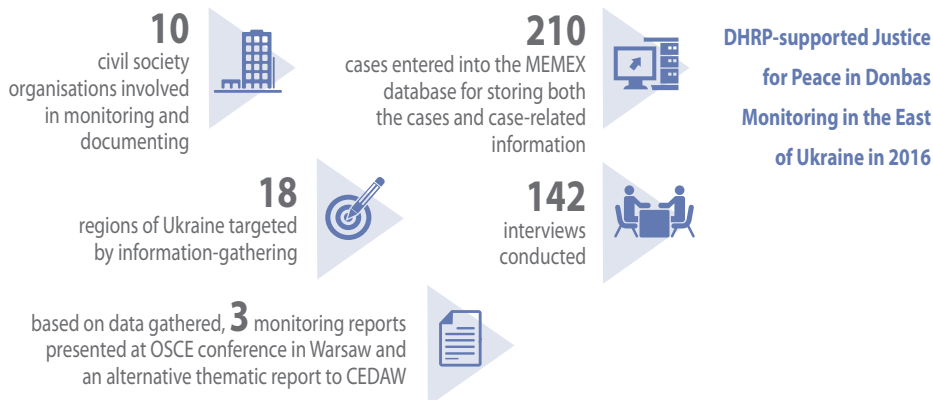 10
civil society
organisations involved
in monitoring and
documenting
210
cases entered into the MEMEX
database for storing both
the cases and case-related
information
DHRP-supported Justice
for Peace in Donbas
Monitoring in the East
of Ukraine in 2016
18
regions of Ukraine targeted
by information-gathering
142
interviews
conducted
based on data gathered, 3 monitoring reports
presented at OSCE conference in Warsaw and
an alternative thematic report to CEDAW